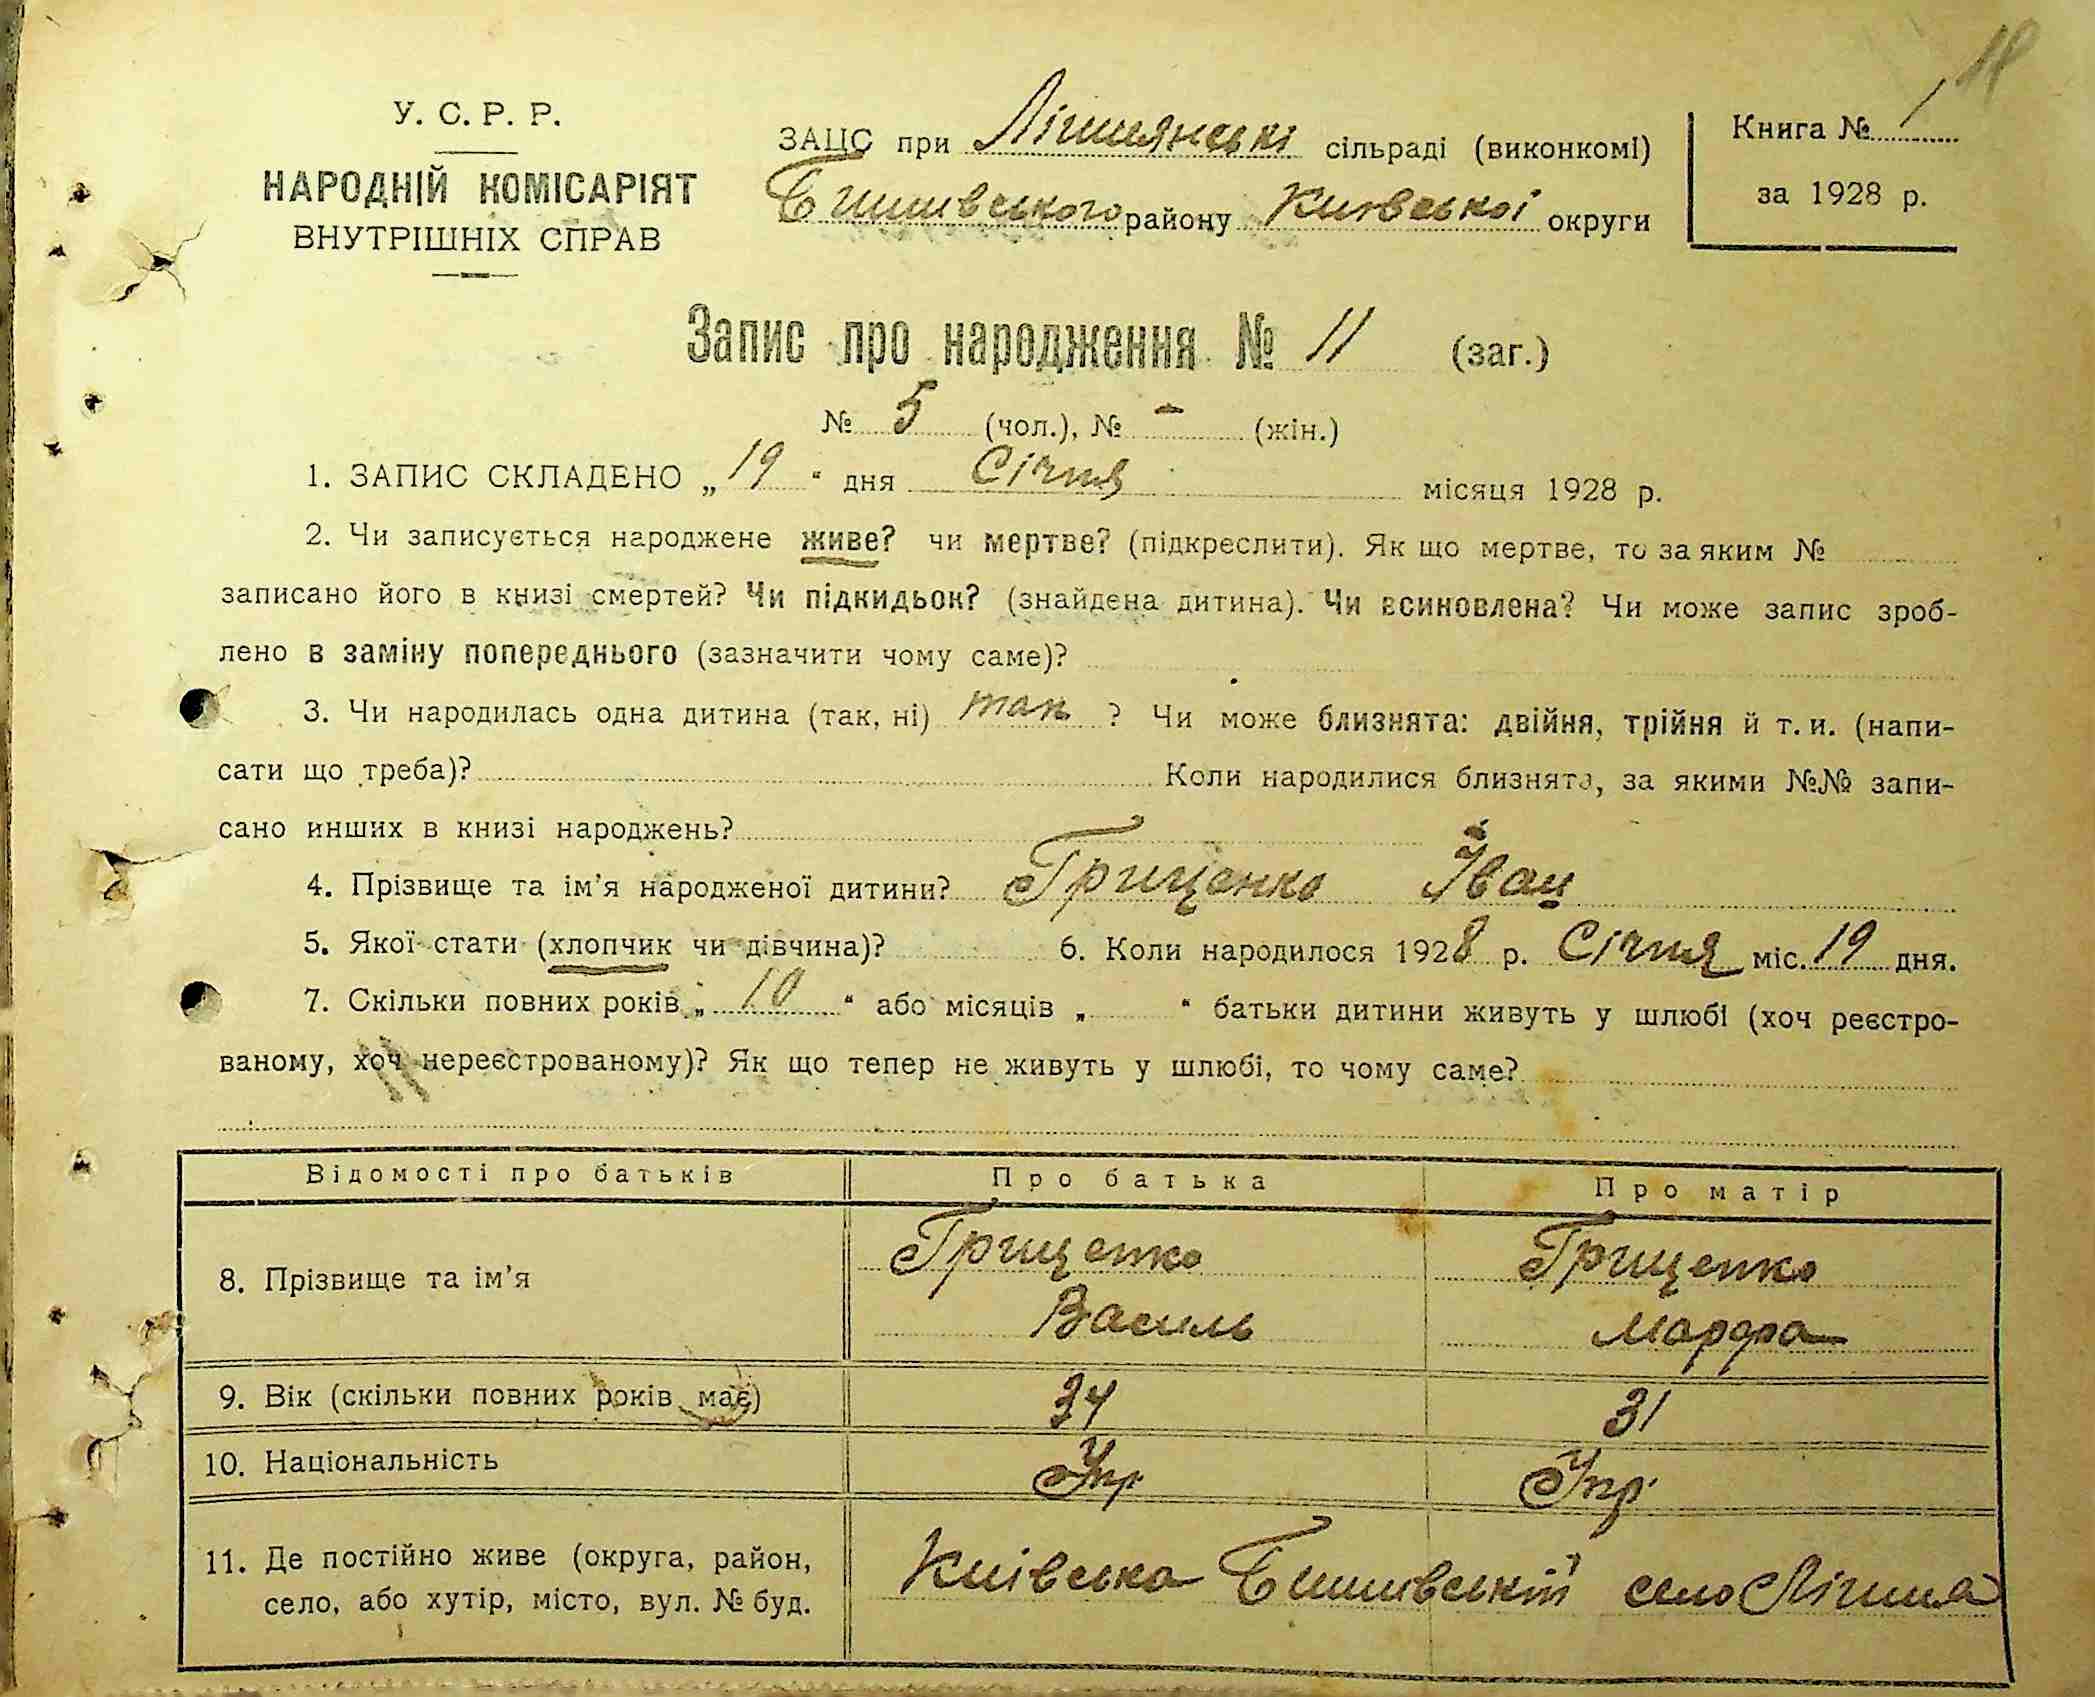 У. С. Р. Р.
НАРОДНІЙ КОМІСАРІЯТ
ВНУТРІШНІХ СПРАВ
ЗАЦС при сільраді (виконкомі)
Бишівського району Київської округи
Книга № 1
за 1928 р.
Запис про народження № 11 (заг.)
№ 5 (чол.), № - (жін.)
1. ЗАПИС СКЛАДЕНО „19“ дня Січня місяця 1928 р.
2. Чи записується народжене живе? чи мертве? (підкреслити). Як що мертве, то за яким №
записано його в книзі смертей? Чи підкидьок? (знайдена дитина). Чи всиновлена? Чи може запис зроб-
лено в заміну попереднього (зазначити чому саме)?
3. Чи народилась одна дитина (так, ні) так ? Чи може близнята: двійня, трійня й т. и. (напи-
сати що треба)? Коли народилися близнята, за якими №№ запи-
сано инших в книзі народжень?
4. Прізвище та ім’я народженої дитини? Грищенко Іван
5. Якої стати (хлопчик чи дівчина)? 6. Коли народилося 1928 р. Січня міс. 19 дня.
7. Скільки повних років „10“ або місяців „ “ батьки дитини живуть у шлюбі (хоч реєстро-
ваному, хоч нереєстрованому)? Як що тепер не живуть у шлюбі, то чому саме?
Відомості про батьків Про батька Про матір
8. Прізвище та ім’я Грищенко Василь Грищенко Марфа
9. Вік (скільки повних років має) 34 31
10. Національність Укр Укр.
11. Де постійно живе (округа, район,
село, або хутір, місто, вул. № буд. Київська Бишівський село